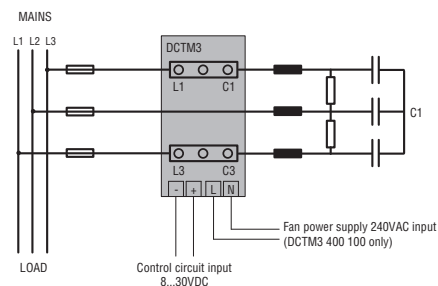 MAINS
L1 L2 L3
DCTM3
L1 C1
C1
L3 C3
- + L N
Fan power supply 240VAC input
(DCTM3 400 100 only)
LOAD
Control circuit input
8...30VDC